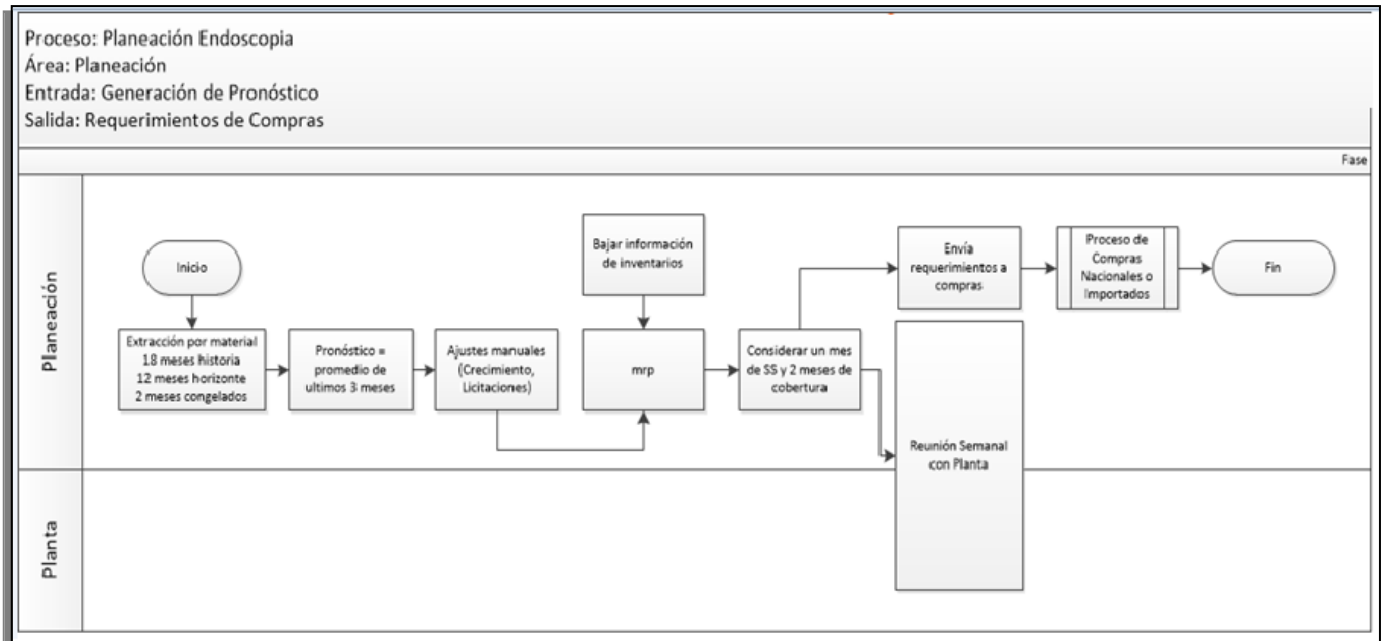 Proceso: Planeación Endoscopia
Área: Planeación
Entrada: Generación de Pronóstico
Salida: Requerimientos de Compras
Fase
Planeación
Inicio
Extracción por material
18 meses historia
12 meses horizonte
2 meses congelados
Pronóstico =
promedio de
ultimos 3 meses
Ajustes manuales
(Crecimiento,
Licitaciones)
Bajar información
de inventarios
mrp
Considerar un mes
de SS y 2 meses de
cobertura
Envía
requerimientos a
compras
Proceso de
Compras
Nacionales o
Importados
Fin
Reunión Semanal
con Planta
Planta